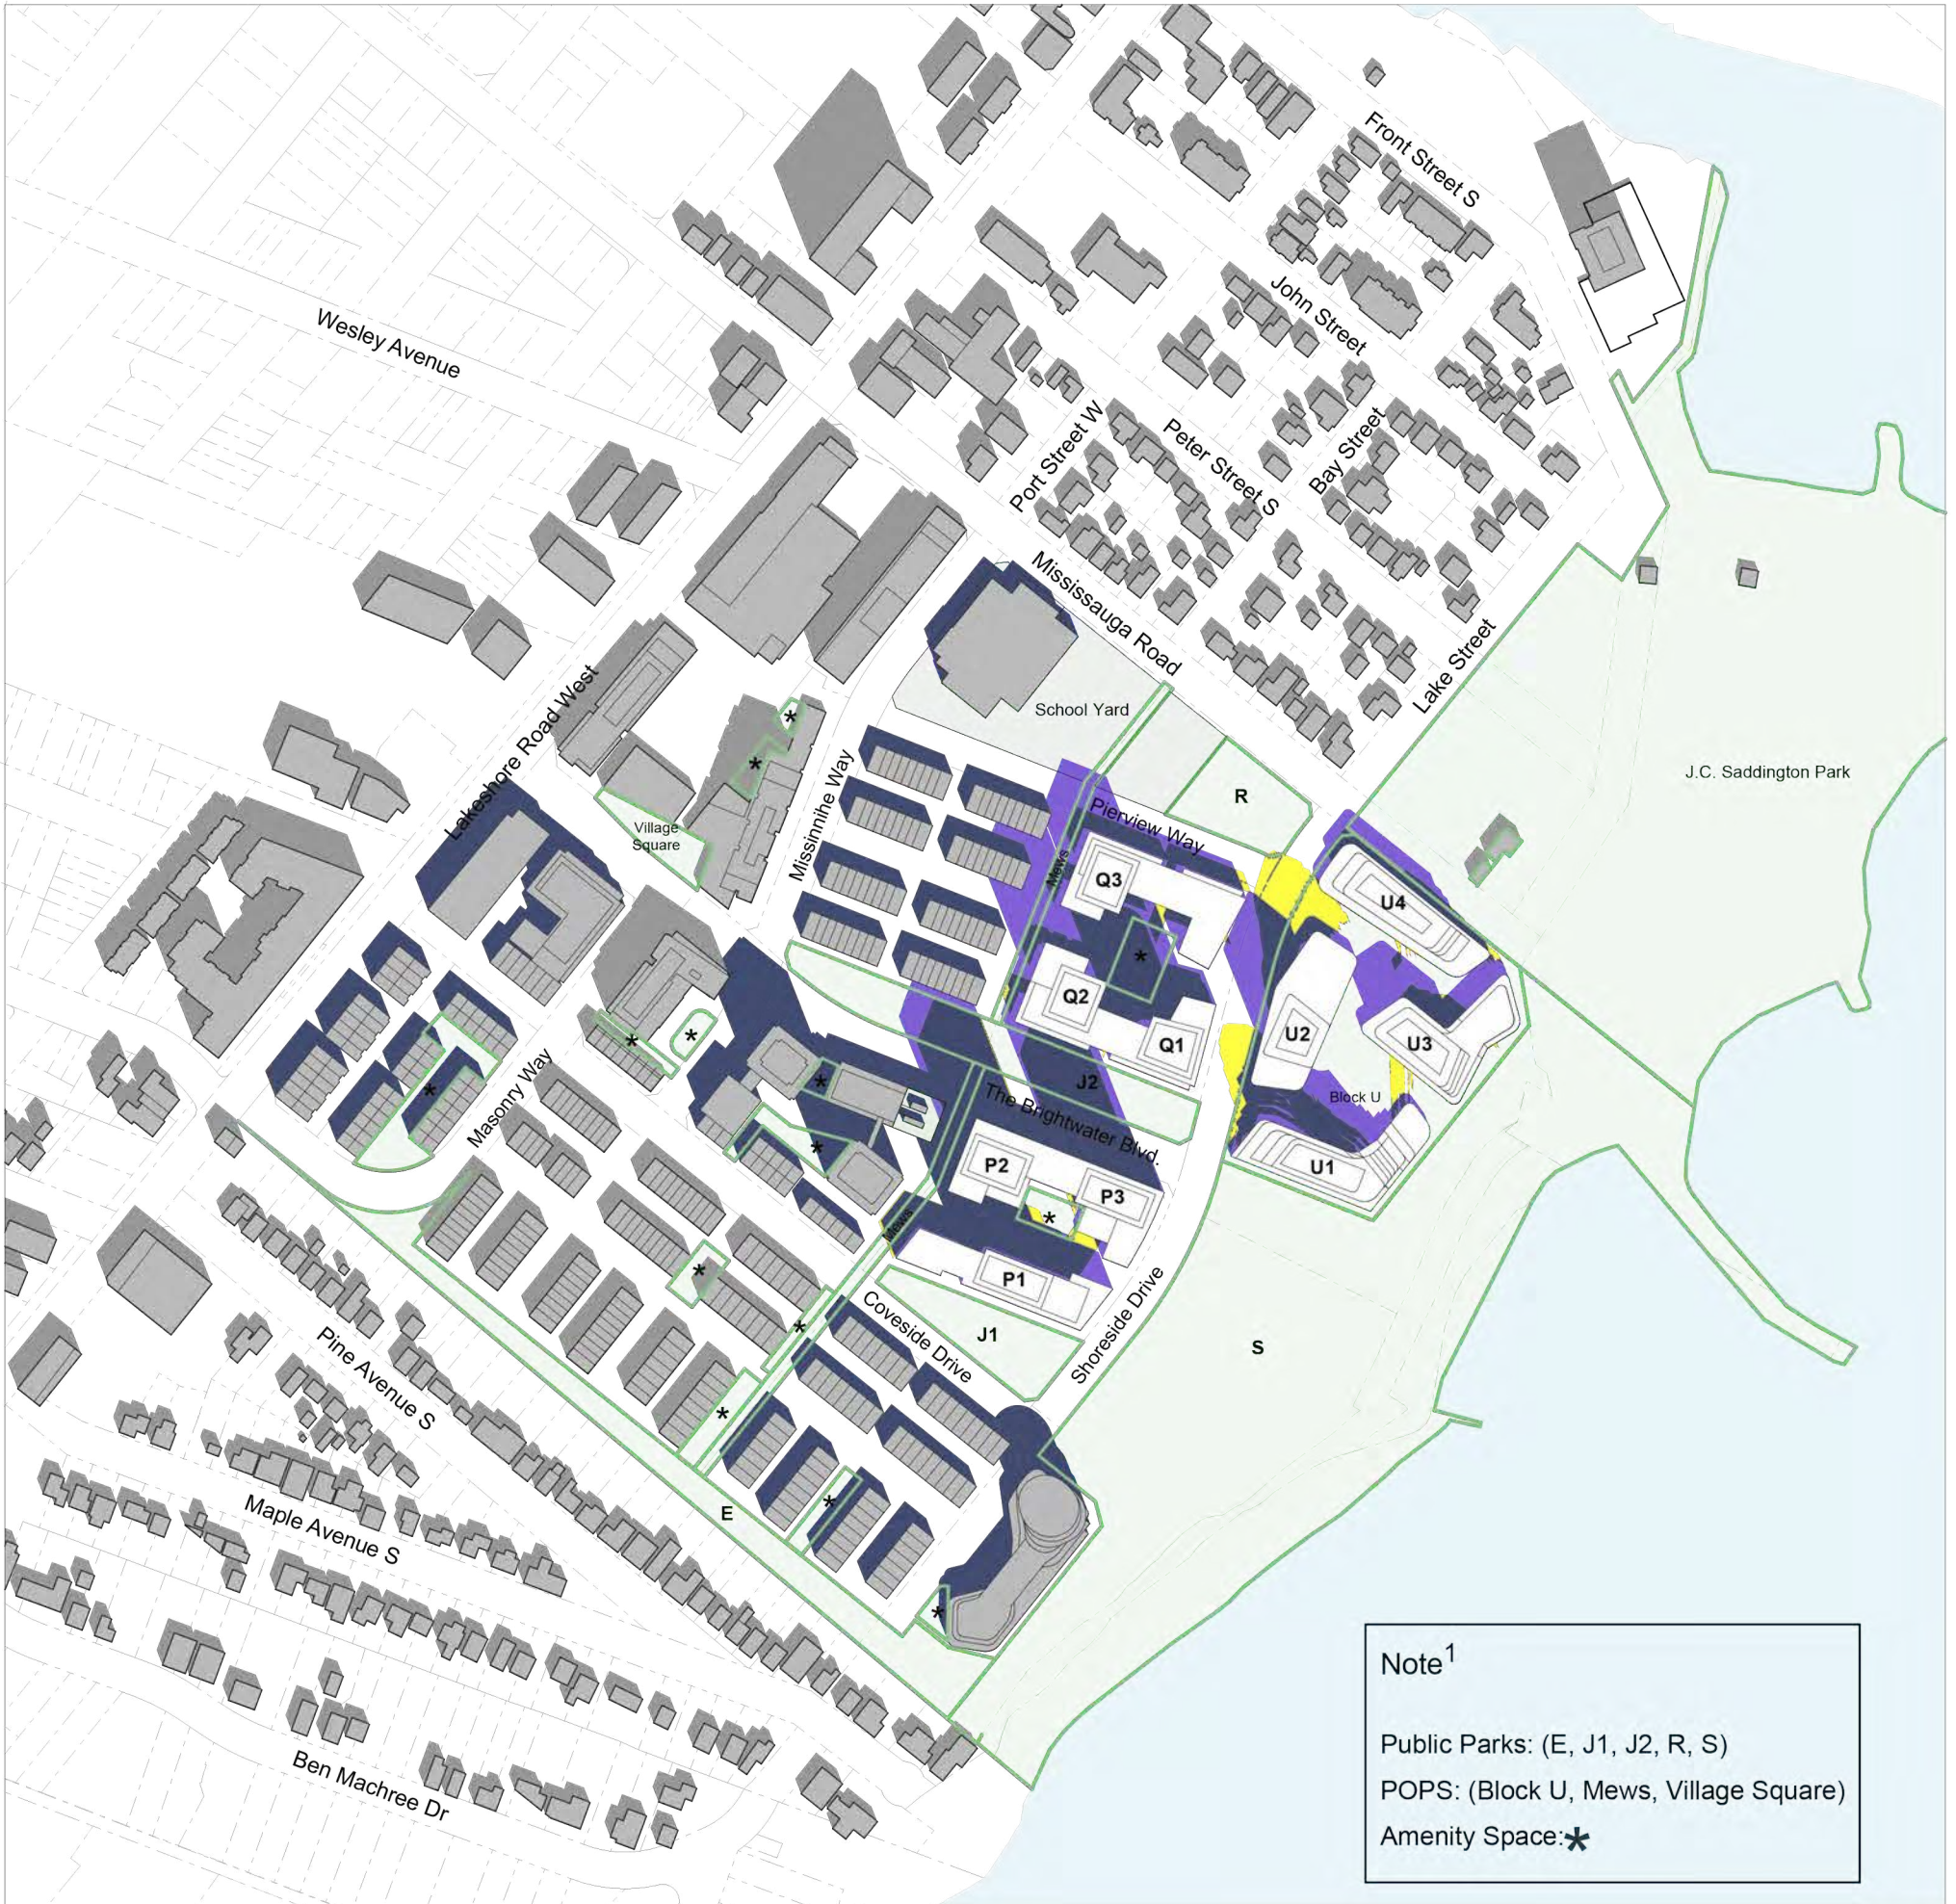 Front Street S
John Street
Wesley Avenue
Port Street W
Peter Street S
Bay Street
Mississauga Road
Lake Street
Lakeshore Road West
School Yard
J.C. Saddington Park
*
*
Village
Square
Missinnihe Way
R
Pierview Way
Mews
Q3
U4
*
Q2
U2
Q1
U3
*
*
J2
*
*
Block U
The Brightwater Blvd.
Masonry Way
*
P2
U1
P3
*
Mews
*
P1
Coveside Drive
*
J1
Shoreside Drive
S
Pine Avenue S
*
E
*
Maple Avenue S
*
Ben Machree Dr
Note1
Public Parks: (E, J1, J2, R, S)
POPS: (Block U, Mews, Village Square)
Amenity Space:*